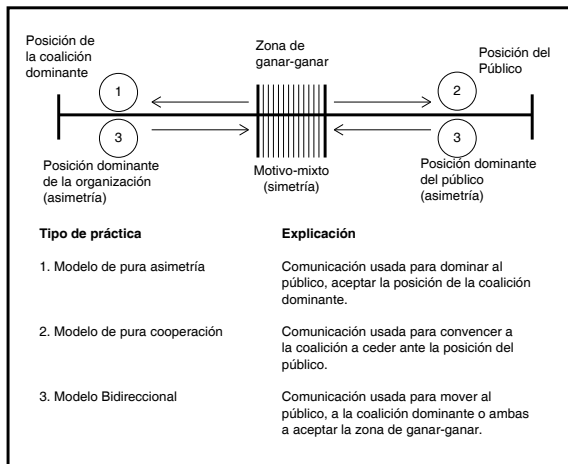 Posición de
la coalición
dominante
Zona de
ganar-ganar
Posición del
Público
1
2
3
3
Posición dominante
de la organización
(asimetría)
Motivo-mixto
(simetría)
Posición dominante
del público
(asimetría)
Tipo de práctica
Explicación
1. Modelo de pura asimetría
Comunicación usada para dominar al
público, aceptar la posición de la coalición
dominante.
2. Modelo de pura cooperación
Comunicación usada para convencer a
la coalición a ceder ante la posición del
público.
3. Modelo Bidireccional
Comunicación usada para mover al
público, a la coalición dominante o ambas
a aceptar la zona de ganar-ganar.